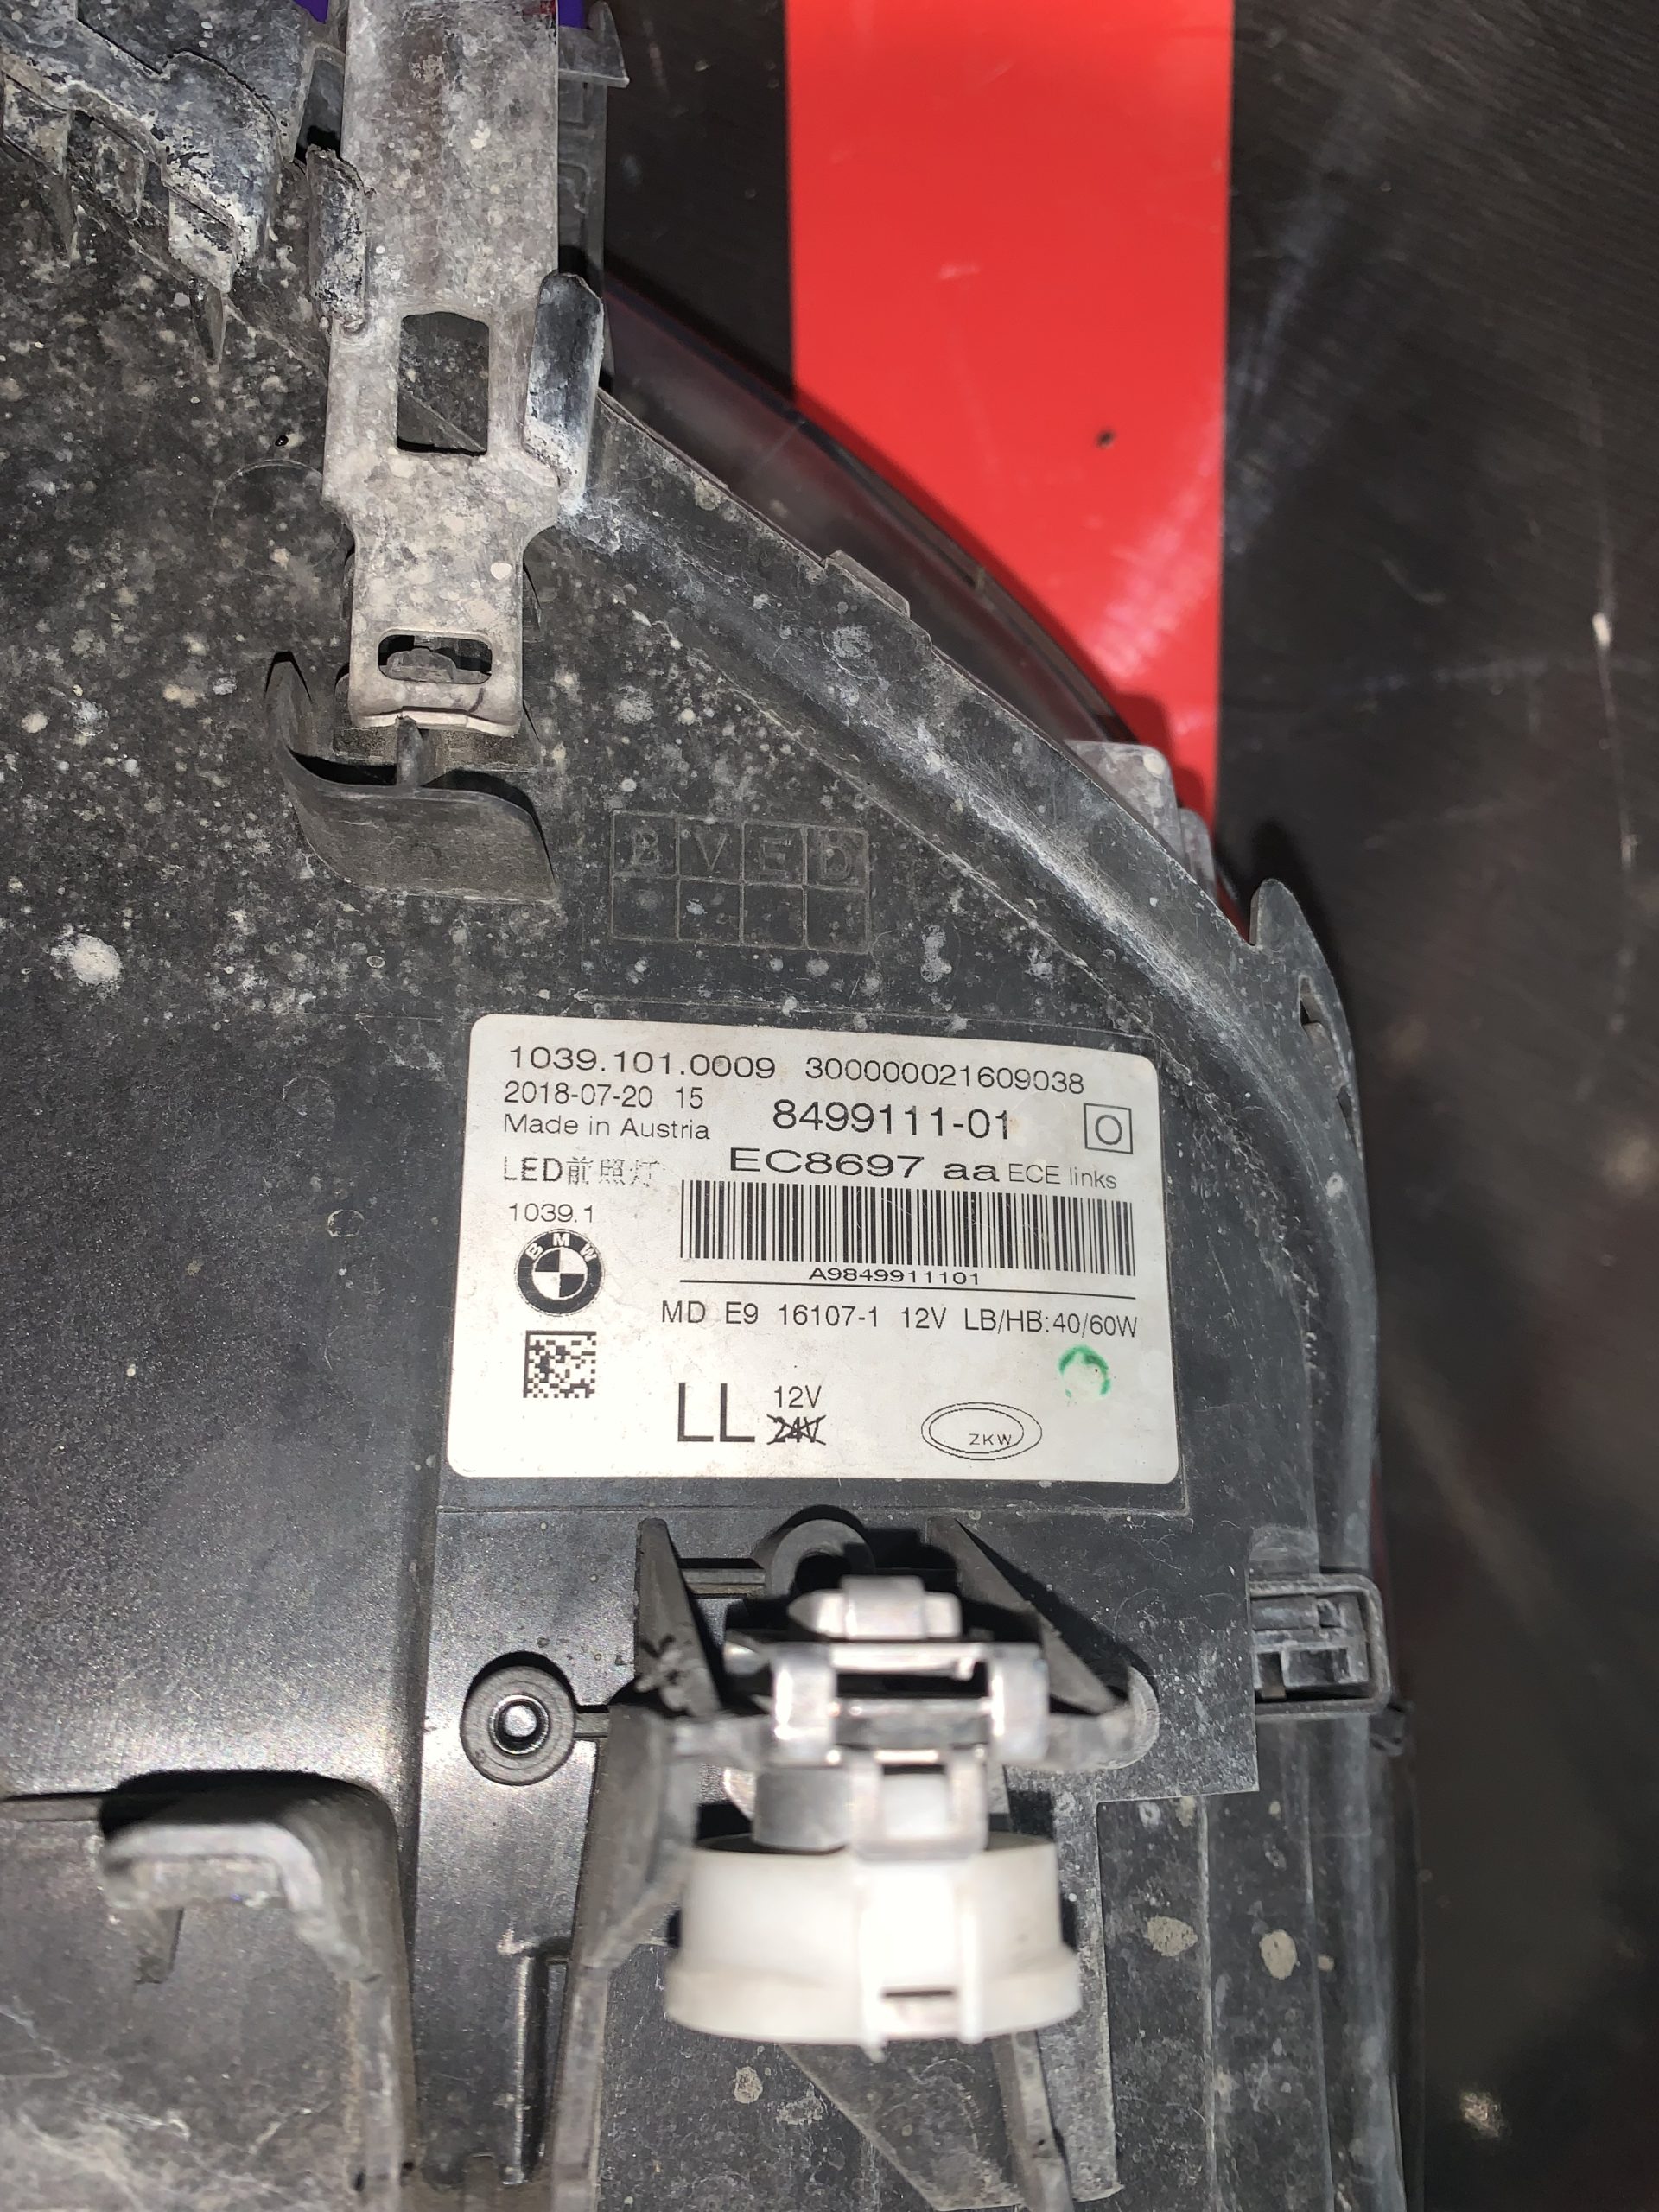 B V E D
1039.101.0009 300000021609038
2018-07-20 15
8499111-01 O
Made in Austria
EC8697 aa ECE links
LED前照灯
1039.1
BMW
A9849911101
MD E9 16107-1 12V LB/HB:40/60W
LL 12V
24V
ZKW